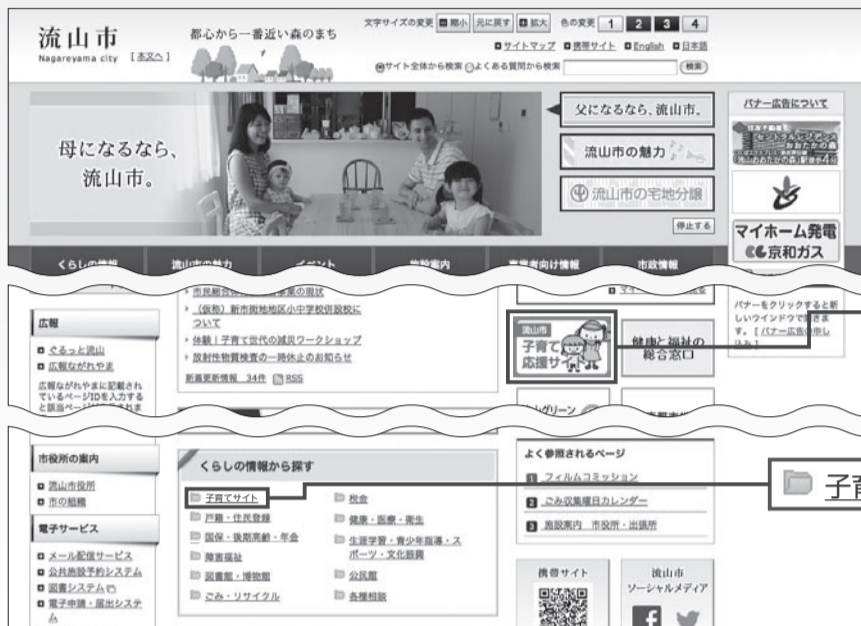 流山市
Nagareyama city
[本文へ]
都心から一番近い森のまち
文字サイズの変更 縮小 元に戻す 拡大
色の変更 1 2 3 4
サイトマップ 携帯サイト English 日本語
サイト全体から検索 よくある質問から検索
検索
母になるなら、
流山市。
父になるなら、流山市。
流山市の魅力
流山市の宅地分譲
停止する
バナー広告について
マイホーム発電
京和ガス
くらしの情報
流山市の魅力
イベント
施設案内
事業者向け情報
市政情報
バナーをクリックすると新
しいウインドウで開きま
す。[バナー広告の申し
込み]
広報
ぐるっと流山
広報ながれやま
広報ながれやまに記載され
ているページIDを入力する
(仮称)新市街地地区小中学校併設校に
ついて
体験!子育て世代の減災ワークショップ
放射性物質検査の一時休止のお知らせ
新着更新情報 34件 RSS
流山市
子育て
応援サイト
健康と福祉の
総合窓口
市役所の案内
流山市役所
市の組織
電子サービス
メール配信サービス
公共施設予約システム
図書システム
電子申請・届出システ
ム
くらしの情報から探す
子育てサイト
戸籍・住民登録
国保・後期高齢・年金
障害福祉
図書館・博物館
ごみ・リサイクル
税金
健康・医療・衛生
生涯学習・青少年指導・ス
ポーツ・文化振興
公民館
各種相談
よく参照されるページ
1 フィルムコミッション
2 ごみ収集曜日カレンダー
3 施設案内 市役所・出張所
子育
携帯サイト
流山市
ソーシャルメディア